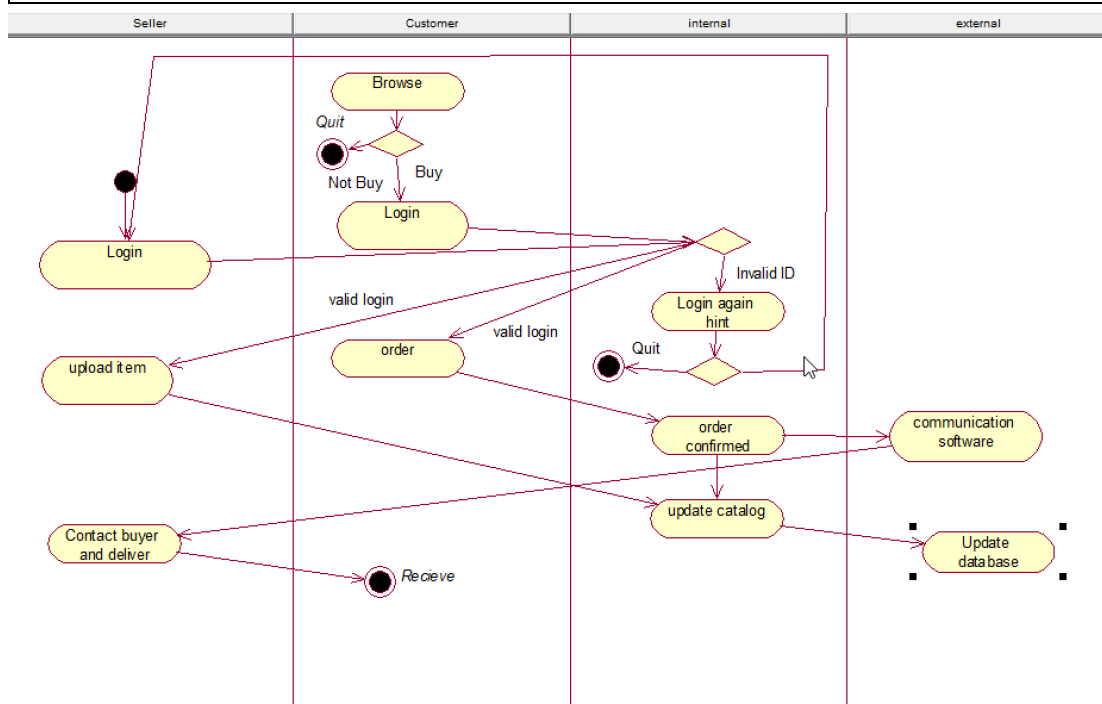 Seller
Customer
internal
external
Browse
Quit
Buy
Not Buy
Login
Login
Invalid ID
valid login
Login again
hint
valid login
Quit
order
upload item
order
confirmed
communication
software
update catalog
Contact buyer
and deliver
Update
database
Recieve